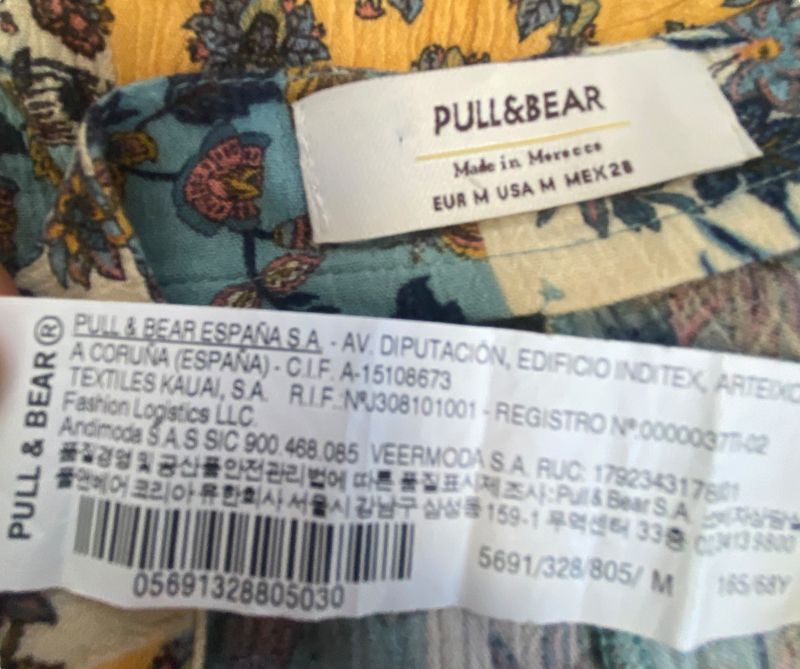 PULL&BEAR
Made in Morocco
EUR M USA M MEX 28
PULL & BEAR®
PULL & BEAR ESPAÑA S.A. - AV. DIPUTACIÓN, EDIFICIO INDITEX, ARTEIXO
A CORUÑA (ESPAÑA) - C.I.F. A-15108673
TEXTILES KAUAI, S.A. R.I.F.:NºJ308101001 - REGISTRO Nº.
Fashion Logistics LLC.
Andimoda S.A.S SIC 900.468.085 VEERMODA S.A. RUC:
품질경영 및 공산품안전관리법에 따른 품질표시 제조사: Pull & Bear S.A.
풀앤베어코리아 유한회사 서울시 강남구 삼성동 159-1 무역센터 33층
05691328805030
5691/328/805/ M 165/68Y